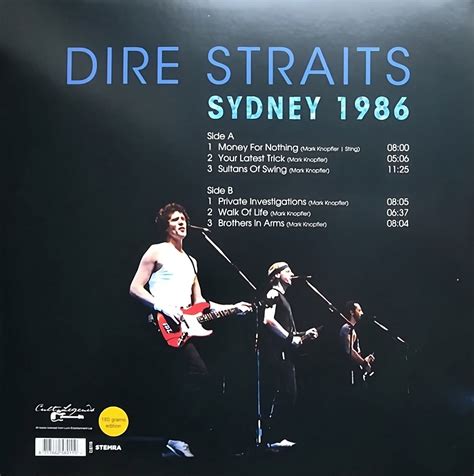 DIRE STRAITS
SYDNEY 1986
Side A
1 Money For Nothing (Mark Knopfler | Sting) 08:00
2 Your Latest Trick (Mark Knopfler) 05:06
3 Sultans Of Swing (Mark Knopfler) 11:25
Side B
1 Private Investigations (Mark Knopfler) 08:05
2 Walk Of Life (Mark Knopfler) 06:37
3 Brothers In Arms (Mark Knopfler) 08:04
Cult Legends
180 grams
edition
STEMRA